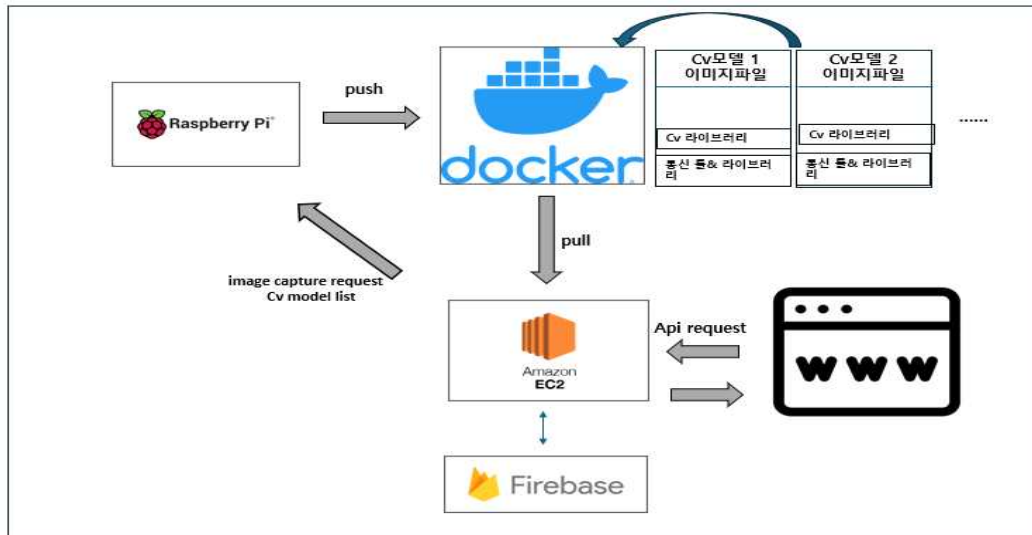 Cv모델 1
이미지파일
Cv모델 2
이미지파일
push
Raspberry Pi
docker
Cv 라이브러리
통신 툴& 라이브러
리
Cv 라이브러리
통신 툴& 라이브러
리
......
pull
image capture request
Cv model list
Api request
Amazon
EC2
www
Firebase